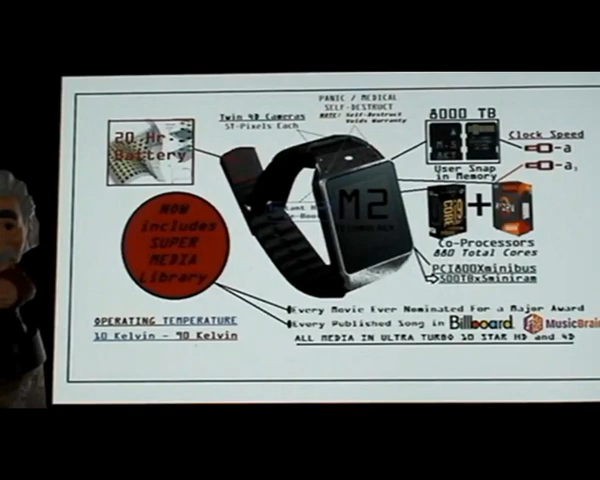 PANIC / MEDICAL
SELF-DESTRUCT
NOTE: Self-Destruct
Voids Warranty
Twin 4D Cameras
5T-Pixels Each
8000 TB
20 Hr.
Battery
User Snap
in Memory
Clock Speed
NOW
includes
SUPER
MEDIA
Library
M2
+
Co-Processors
880 Total Cores
PCI800Xminibus
500TBx5miniram
Every Movie Ever Nominated For a Major Award
Every Published Song in Billboard. MusicBrain
ALL MEDIA IN ULTRA TURBO 10 STAR HD and 4D
OPERATING TEMPERATURE
10 Kelvin - 90 Kelvin